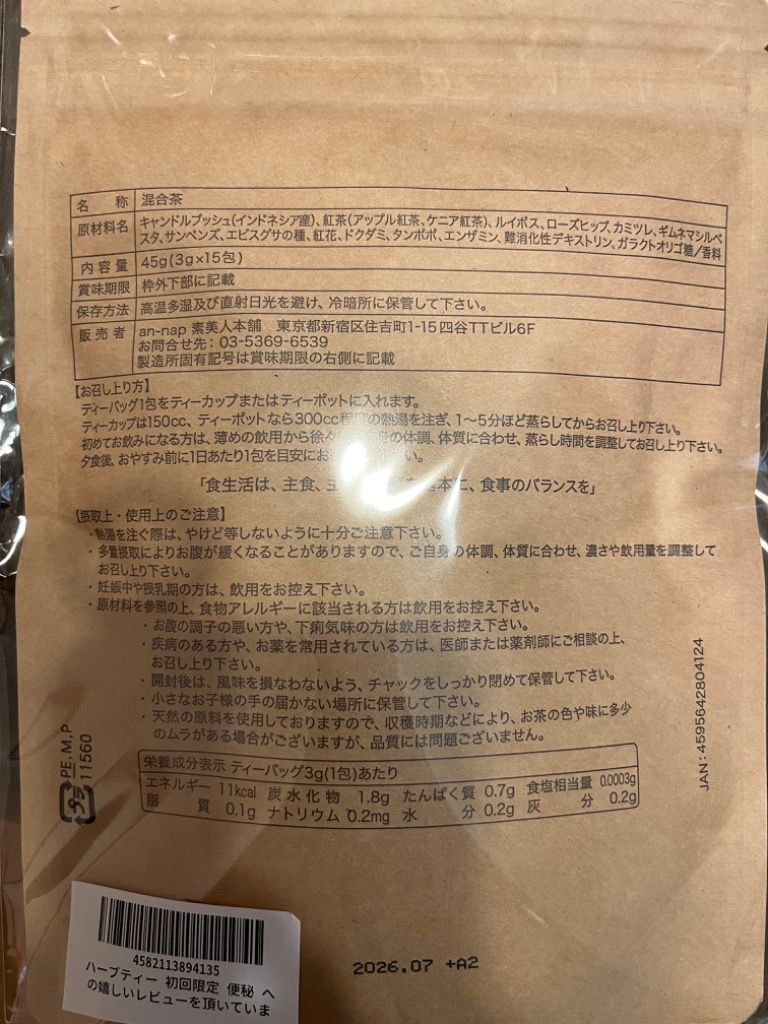 名 称 混合茶
原材料名 キャンドルブッシュ(インドネシア産)、紅茶(アップル紅茶、ケニア紅茶)、ルイボス、ローズヒップ、カミツレ、ギムネマシルベ
スタ、サンペンズ、エビスグサの種、紅花、ドクダミ、タンポポ、エンザミン、難消化性デキストリン、ガラクトオリゴ糖/香料
内容量 45g(3g×15包)
賞味期限 枠外下部に記載
保存方法 高温多湿及び直射日光を避け、冷暗所に保管して下さい。
販売者 an-nap 素美人本舗 東京都新宿区住吉町1-15四谷TTビル6F
お問合せ先：03-5369-6539
製造所固有記号は賞味期限の右側に記載
【お召し上り方】
ティーバッグ1包をティーカップまたはティーポットに入れます。
ティーカップは150cc、ティーポットなら300cc程度の熱湯を注ぎ、1〜5分ほど蒸らしてからお召し上り下さい。
初めてお飲みになる方は、薄めの飲用から徐々 身の体調、体質に合わせ、蒸らし時間を調整してお召し上り下さい。
夕食後、おやすみ前に1日あたり1包を目安にお い。
「食生活は、主食、主 基本に、食事のバランスを」
【摂取上・使用上のご注意】
・熱湯を注ぐ際は、やけど等しないように十分ご注意下さい。
・多量摂取によりお腹が緩くなることがありますので、ご自身の体調、体質に合わせ、濃さや飲用量を調整して
お召し上り下さい。
・妊娠中や授乳期の方は、飲用をお控え下さい。
・原材料を参照の上、食物アレルギーに該当される方は飲用をお控え下さい。
・お腹の調子の悪い方や、下痢気味の方は飲用をお控え下さい。
・疾病のある方や、お薬を常用されている方は、医師または薬剤師にご相談の上、
お召し上り下さい。
・開封後は、風味を損なわないよう、チャックをしっかり閉めて保管して下さい。
・小さなお子様の手の届かない場所に保管して下さい。
・天然の原料を使用しておりますので、収穫時期などにより、お茶の色や味に多少
のムラがある場合がございますが、品質には問題ございません。
栄養成分表示 ティーバッグ3g(1包)あたり
エネルギー 11kcal 炭水化物 1.8g たんぱく質 0.7g 食塩相当量 0.0003g
脂 質 0.1g ナトリウム 0.2mg 水 分 0.2g 灰 分 0.2g
プラ PE,M,P
11560
JAN：4595642804124
4582113894135
ハーブティー 初回限定 便秘 へ
の嬉しいレビューを頂いていま
2026.07 +A2